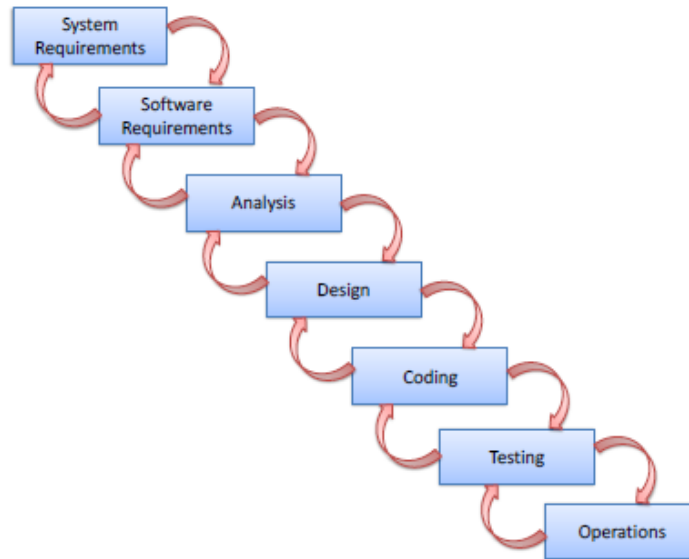 System
Requirements
Software
Requirements
Analysis
Design
Coding
Testing
Operations